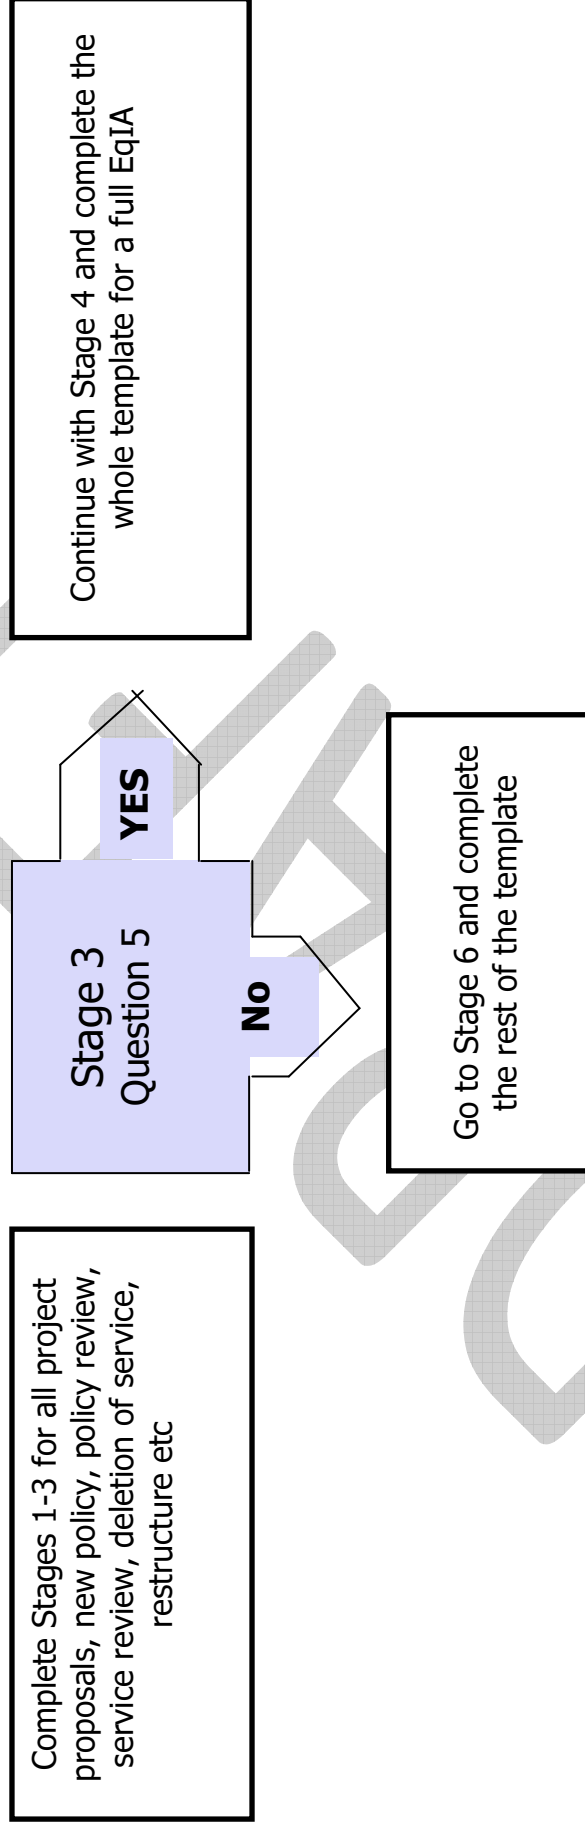 Complete Stages 1-3 for all project
proposals, new policy, policy review,
service review, deletion of service,
restructure etc
Stage 3
Question 5
YES
No
Continue with Stage 4 and complete the
whole template for a full EqIA
Go to Stage 6 and complete
the rest of the template